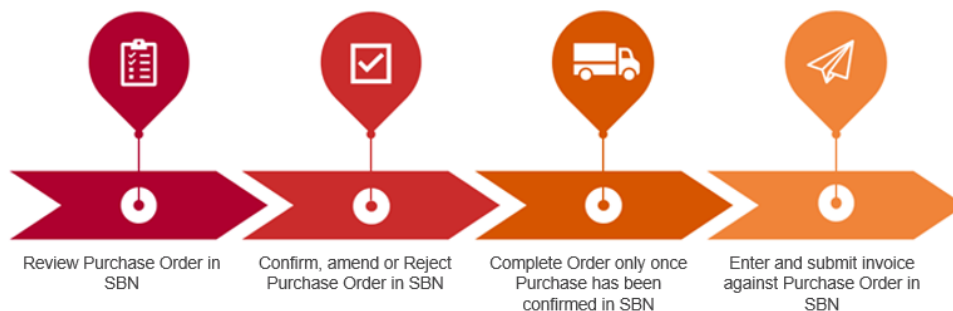 Review Purchase Order in
SBN
Confirm, amend or Reject
Purchase Order in SBN
Complete Order only once
Purchase has been
confirmed in SBN
Enter and submit invoice
against Purchase Order in
SBN